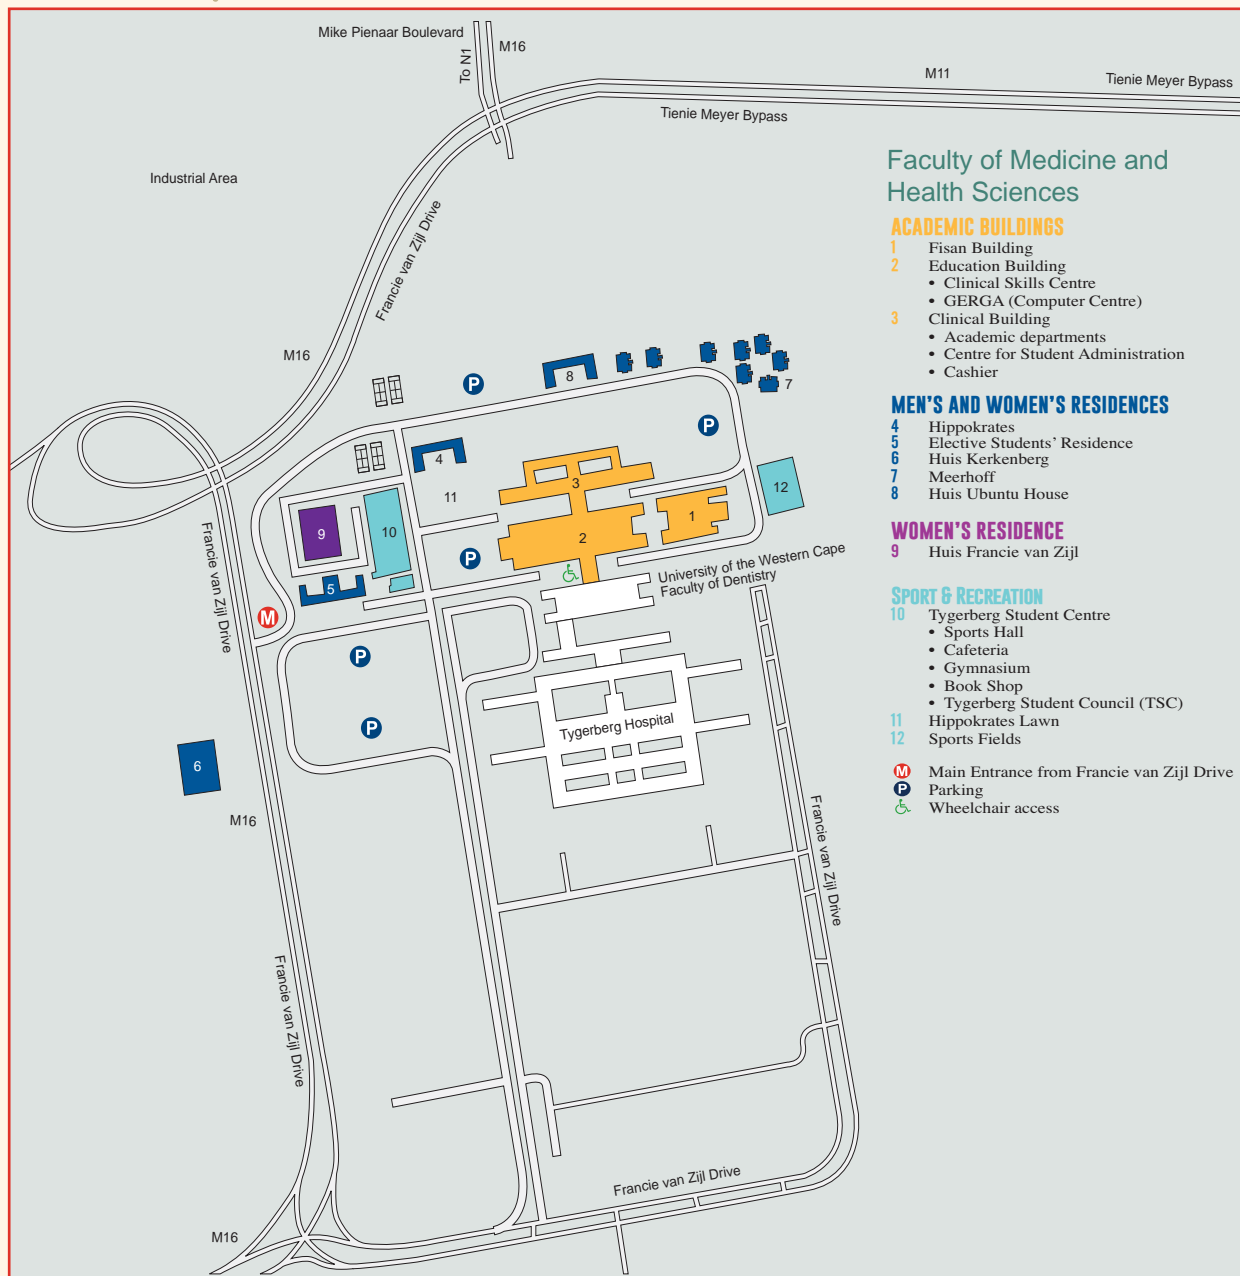 Mike Pienaar Boulevard
M16
To N1
M11
Tienie Meyer Bypass
Tienie Meyer Bypass
Industrial Area
Francie van Zijl Drive
M16
Faculty of Medicine and
Health Sciences
ACADEMIC BUILDINGS
1 Fisan Building
2 Education Building
• Clinical Skills Centre
• GERGA (Computer Centre)
3 Clinical Building
• Academic departments
• Centre for Student Administration
• Cashier
MEN'S AND WOMEN'S RESIDENCES
4 Hippokrates
5 Elective Students' Residence
6 Huis Kerkenberg
7 Meerhoff
8 Huis Ubuntu House
WOMEN'S RESIDENCE
9 Huis Francie van Zijl
SPORT & RECREATION
10 Tygerberg Student Centre
• Sports Hall
• Cafeteria
• Gymnasium
• Book Shop
• Tygerberg Student Council (TSC)
11 Hippokrates Lawn
12 Sports Fields
M Main Entrance from Francie van Zijl Drive
P Parking
Wheelchair access
8
7
P
P
4
3
11
12
10
9
1
2
P
5
M
University of the Western Cape
Faculty of Dentistry
Francie van Zijl Drive
P
P
Tygerberg Hospital
6
M16
Francie van Zijl Drive
Francie van Zijl Drive
Francie van Zijl Drive
M16